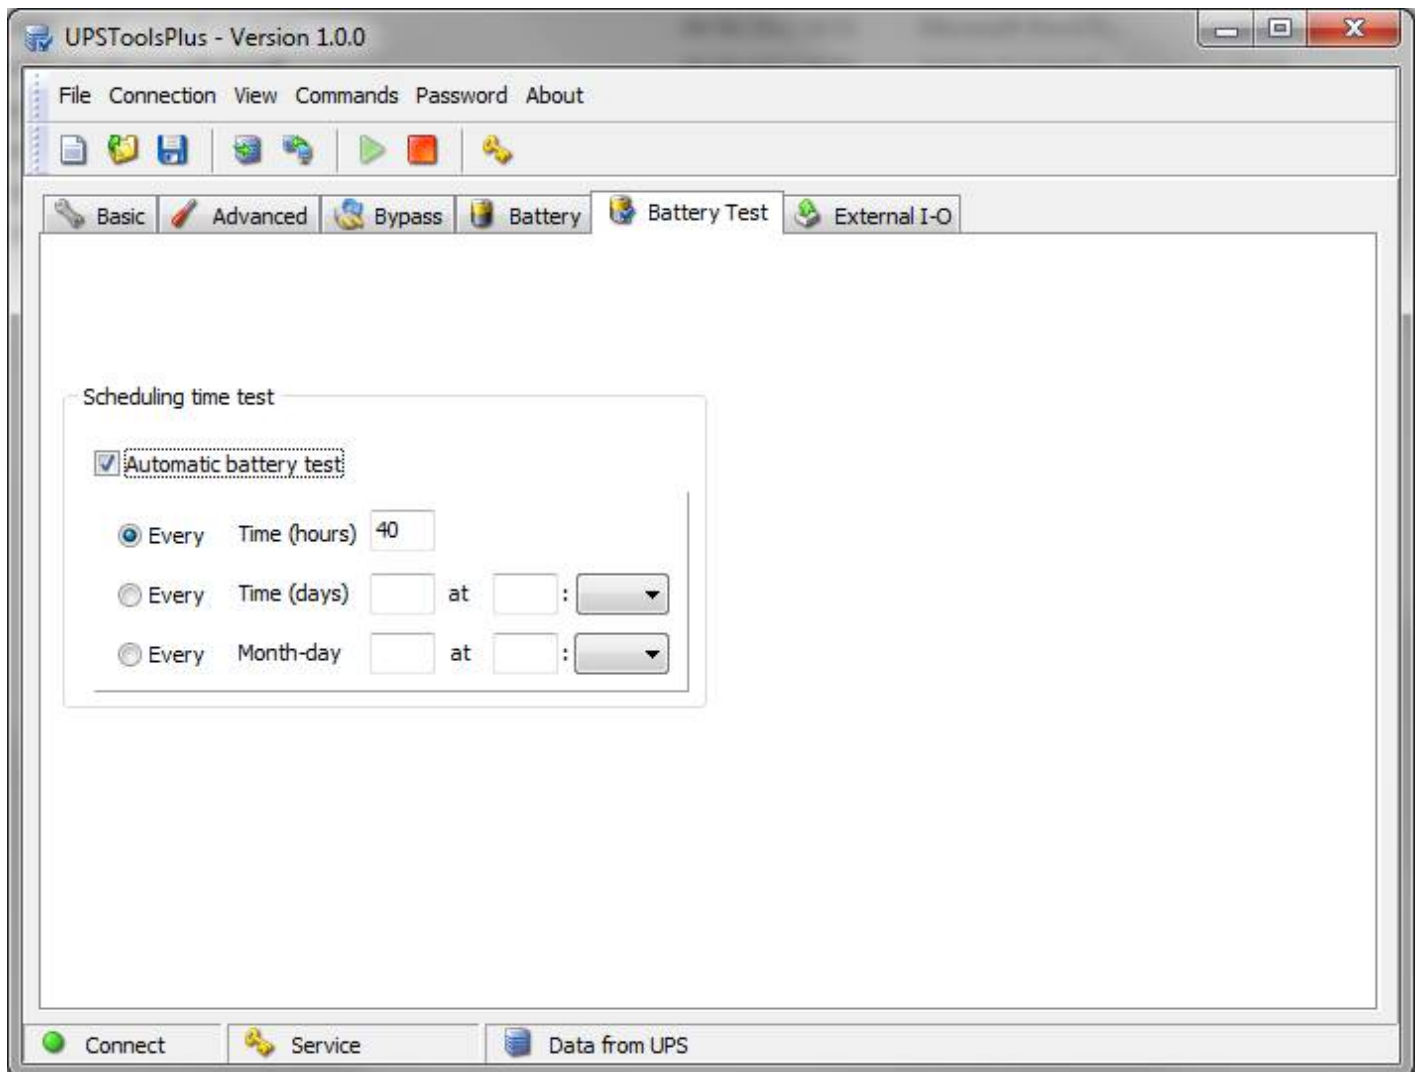 UPSToolsPlus - Version 1.0.0
File Connection View Commands Password About
Basic Advanced Bypass Battery Battery Test External I-O
Scheduling time test
Automatic battery test
Every Time (hours) 40
Every Time (days) at :
Every Month-day at :
Connect Service Data from UPS